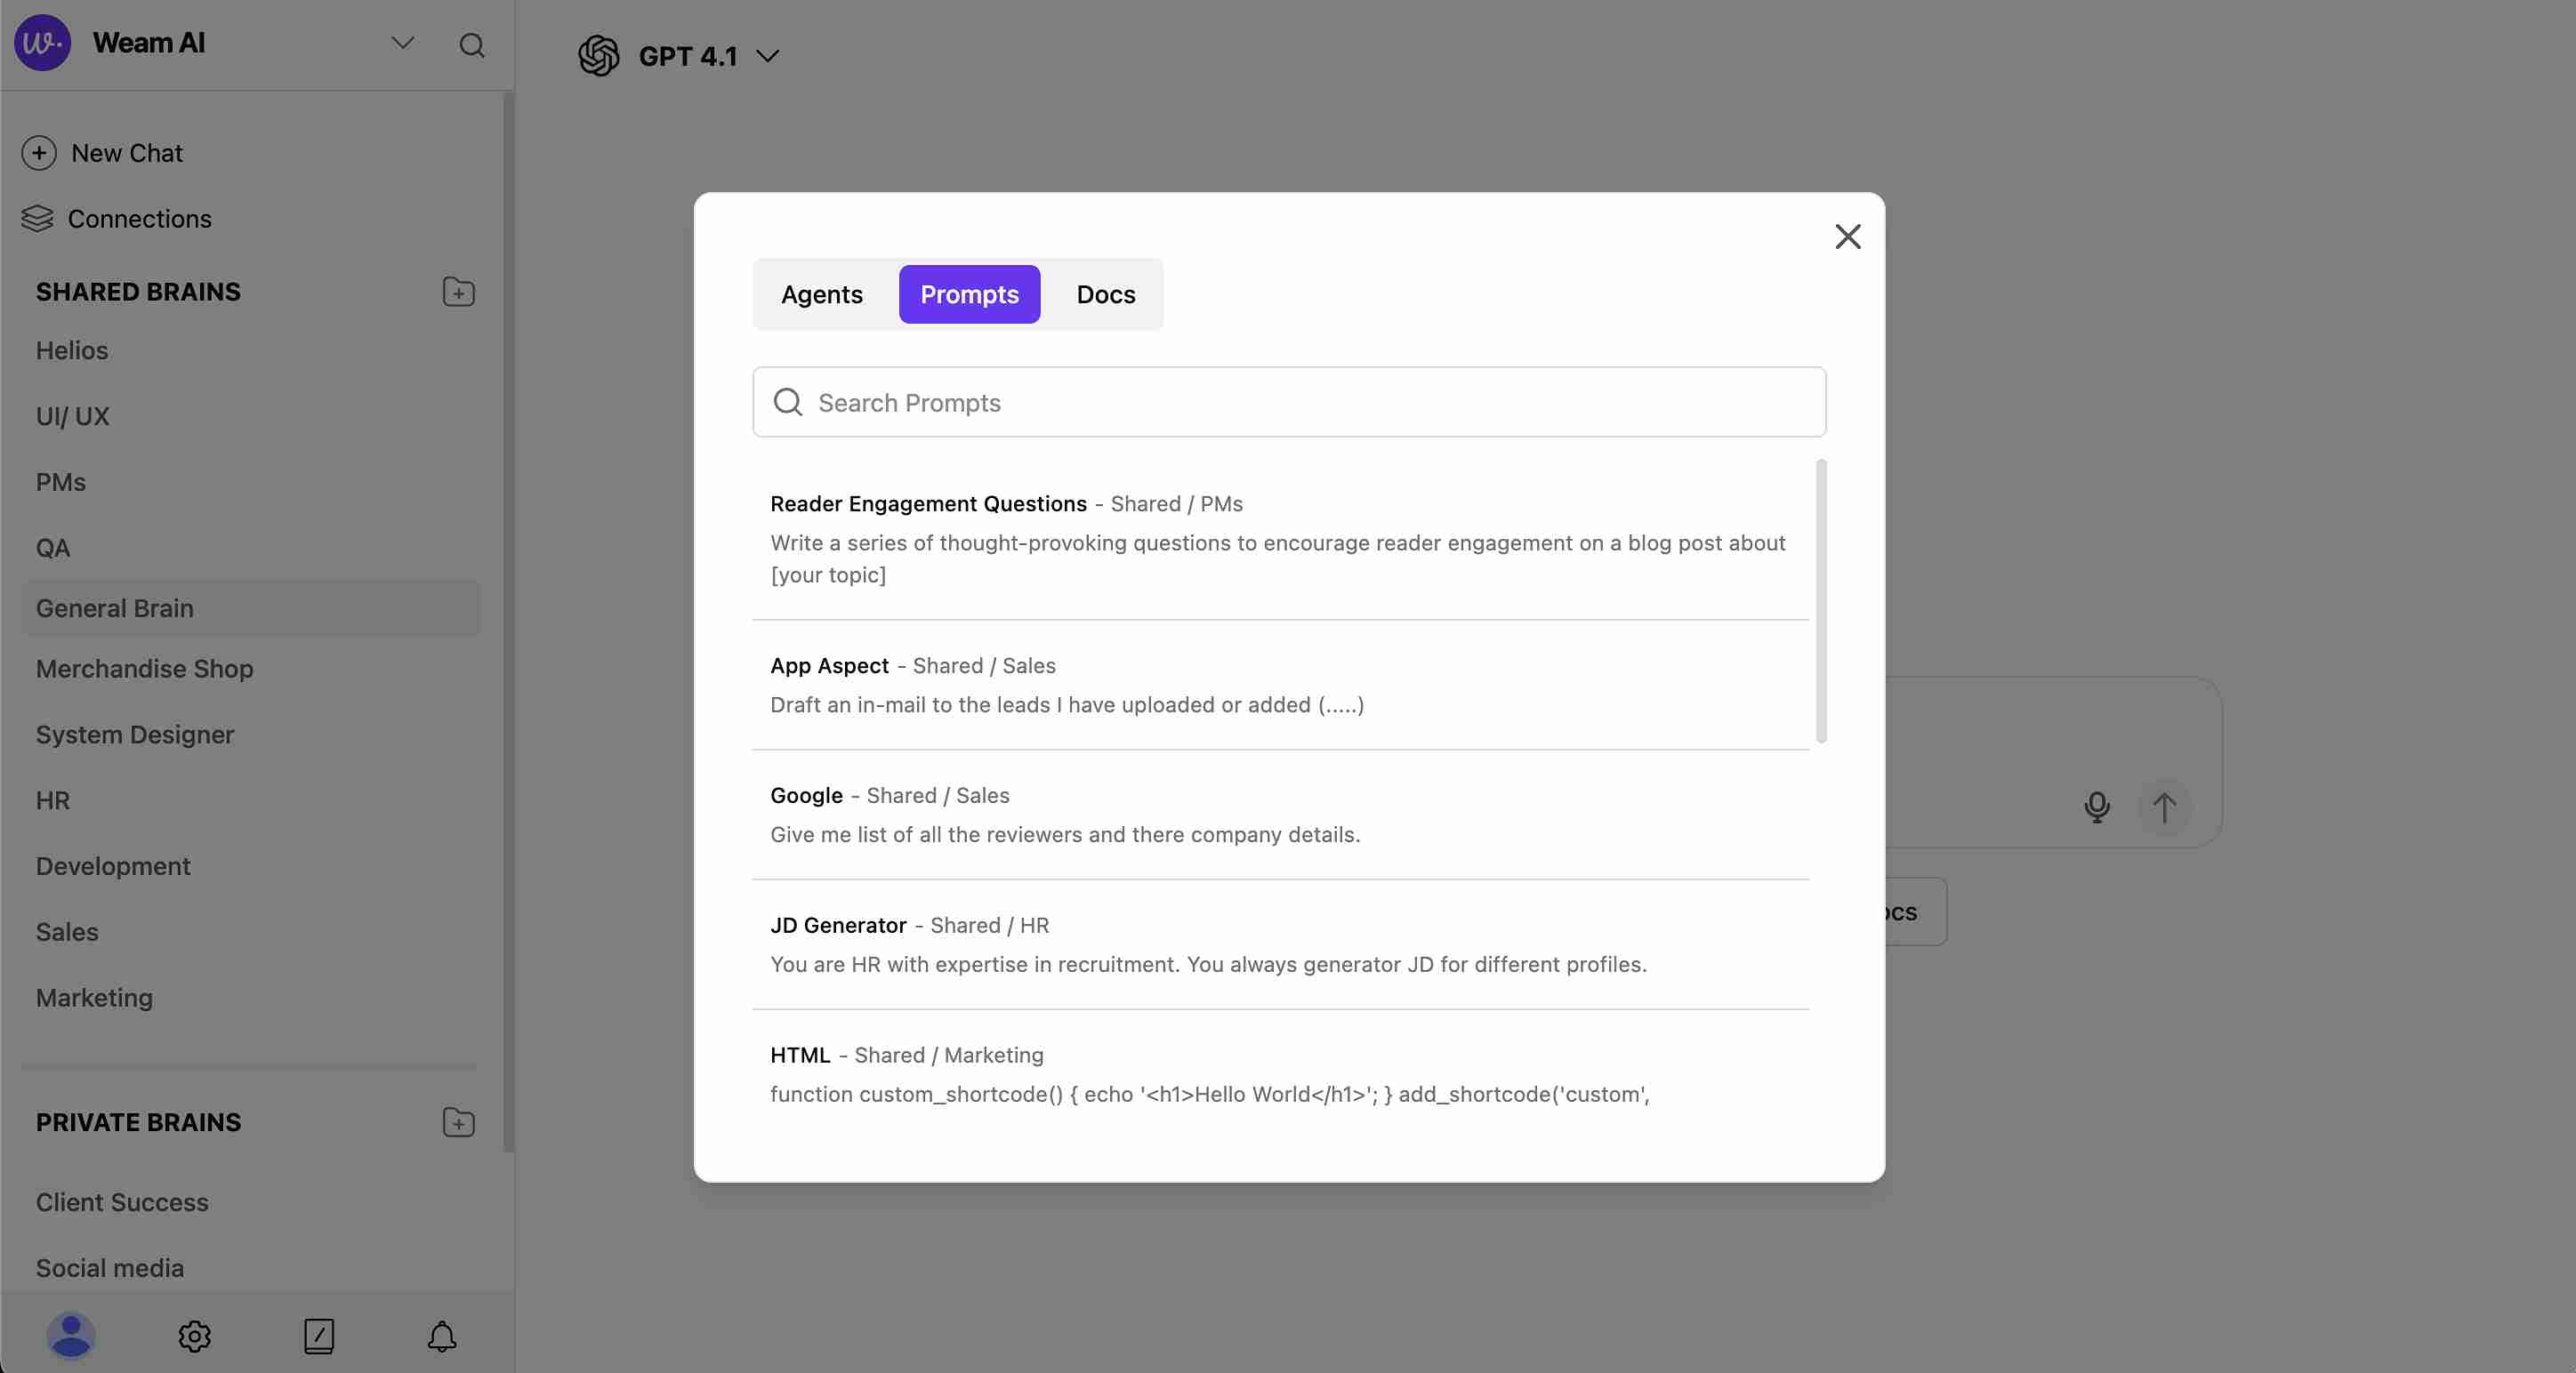 Weam AI
New Chat
Connections
SHARED BRAINS
Helios
UI/ UX
PMs
QA
General Brain
Merchandise Shop
System Designer
HR
Development
Sales
Marketing
PRIVATE BRAINS
Client Success
Social media
GPT 4.1
Agents
Prompts
Docs
Search Prompts
Reader Engagement Questions - Shared / PMs
Write a series of thought-provoking questions to encourage reader engagement on a blog post about
[your topic]
App Aspect - Shared / Sales
Draft an in-mail to the leads I have uploaded or added (.....)
Google - Shared / Sales
Give me list of all the reviewers and there company details.
JD Generator - Shared / HR
You are HR with expertise in recruitment. You always generator JD for different profiles.
HTML - Shared / Marketing
function custom_shortcode() { echo '<h1>Hello World</h1>'; } add_shortcode('custom',